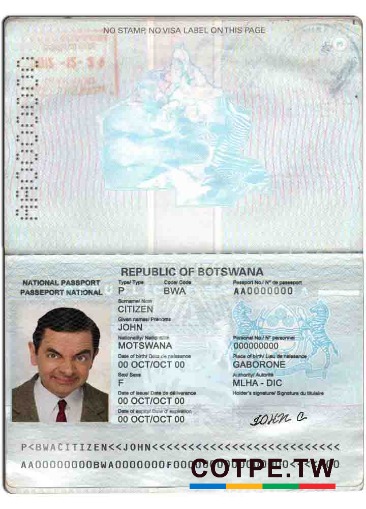 NO STAMP, NO VISA LABEL ON THIS PAGE
REPUBLIC OF BOTSWANA
NATIONAL PASSPORT
PASSEPORT NATIONAL
Type/ Type
Code/ Code
Passport No./ N° de passeport
P
BWA
AA0000000
Surname/ Nom
CITIZEN
Given names/ Prénoms
JOHN
Nationality/ Nationalité
Personal No./ N° personnel
MOTSWANA
000000000
Date of birth/ Date de naissance
Place of birth/ Lieu de naissance
00 OCT/OCT 00
GABORONE
Sex/ Sexe
Authority/ Autorité
F
MLHA - DIC
Date of issue/ Date de délivrance
Holder's signature/ Signature du titulaire
00 OCT/OCT 00
Date of expiry/ Date d'expiration
00 OCT/OCT 00
JOHN C
P<BWACITIZEN<<JOHN<<<<<<<<<<<<<<<<<<<<<<<<<<
COTPE.TW